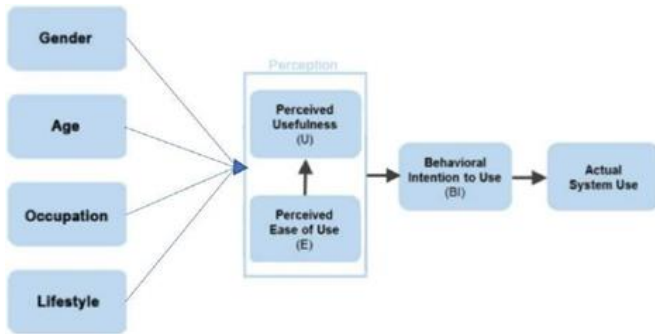 Gender
Age
Occupation
Lifestyle
Perception
Perceived
Usefulness
(U)
Perceived
Ease of Use
(E)
Behavioral
Intention to Use
(BI)
Actual
System Use